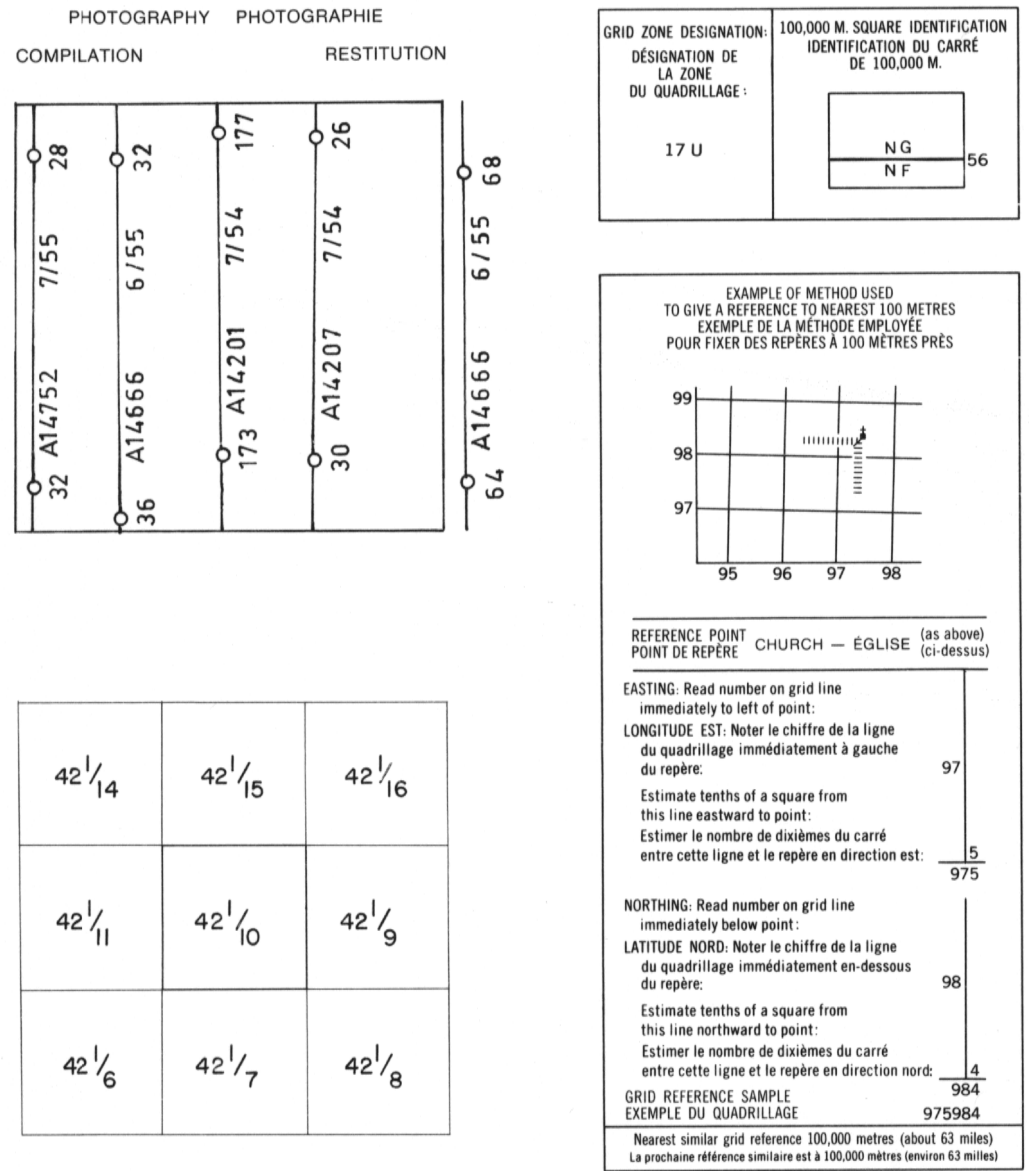 PHOTOGRAPHY PHOTOGRAPHIE
COMPILATION RESTITUTION
28
7/55
A14752
32
32
6/55
A14666
36
177
7/54
A14201
173
26
7/54
A14207
30
68
6/55
A14666
64
42 I/14 42 I/15 42 I/16
42 I/11 42 I/10 42 I/9
42 I/6 42 I/7 42 I/8
GRID ZONE DESIGNATION:
DÉSIGNATION DE
LA ZONE
DU QUADRILLAGE :
17 U
100,000 M. SQUARE IDENTIFICATION
IDENTIFICATION DU CARRÉ
DE 100,000 M.
NG
NF
56
EXAMPLE OF METHOD USED
TO GIVE A REFERENCE TO NEAREST 100 METRES
EXEMPLE DE LA MÉTHODE EMPLOYÉE
POUR FIXER DES REPÈRES À 100 MÈTRES PRÈS
99
98
97
95 96 97 98
REFERENCE POINT
POINT DE REPÈRE
CHURCH — ÉGLISE
(as above)
(ci-dessus)
EASTING: Read number on grid line
immediately to left of point:
LONGITUDE EST: Noter le chiffre de la ligne
du quadrillage immédiatement à gauche
du repère: 97
Estimate tenths of a square from
this line eastward to point:
Estimer le nombre de dixièmes du carré
entre cette ligne et le repère en direction est: 5
975
NORTHING: Read number on grid line
immediately below point:
LATITUDE NORD: Noter le chiffre de la ligne
du quadrillage immédiatement en-dessous
du repère: 98
Estimate tenths of a square from
this line northward to point:
Estimer le nombre de dixièmes du carré
entre cette ligne et le repère en direction nord: 4
984
GRID REFERENCE SAMPLE
EXEMPLE DU QUADRILLAGE 975984
Nearest similar grid reference 100,000 metres (about 63 miles)
La prochaine référence similaire est à 100,000 mètres (environ 63 milles)